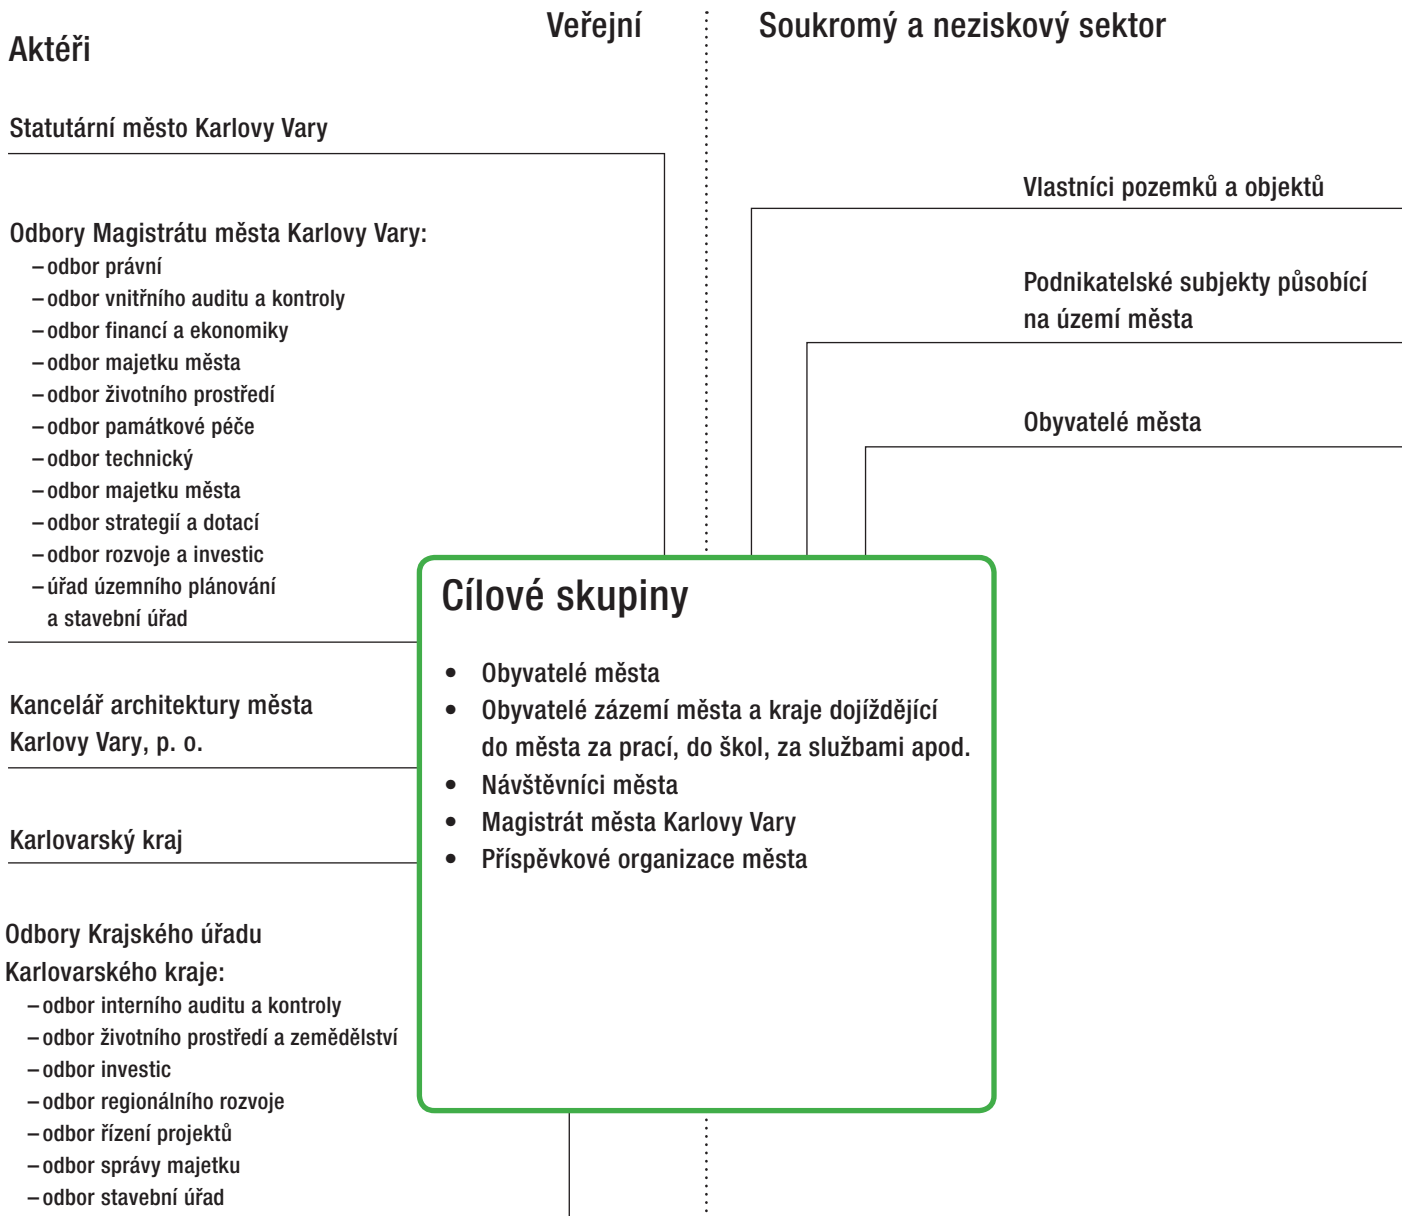 Aktéři
Veřejní
Soukromý a neziskový sektor
Statutární město Karlovy Vary
Odbory Magistrátu města Karlovy Vary:
– odbor právní
– odbor vnitřního auditu a kontroly
– odbor financí a ekonomiky
– odbor majetku města
– odbor životního prostředí
– odbor památkové péče
– odbor technický
– odbor majetku města
– odbor strategií a dotací
– odbor rozvoje a investic
– úřad územního plánování
a stavební úřad
Kancelář architektury města
Karlovy Vary, p. o.
Karlovarský kraj
Odbory Krajského úřadu
Karlovarského kraje:
– odbor interního auditu a kontroly
– odbor životního prostředí a zemědělství
– odbor investic
– odbor regionálního rozvoje
– odbor řízení projektů
– odbor správy majetku
– odbor stavební úřad
Vlastníci pozemků a objektů
Podnikatelské subjekty působící
na území města
Obyvatelé města
Cílové skupiny
• Obyvatelé města
• Obyvatelé zázemí města a kraje dojíždějící
do města za prací, do škol, za službami apod.
• Návštěvníci města
• Magistrát města Karlovy Vary
• Příspěvkové organizace města